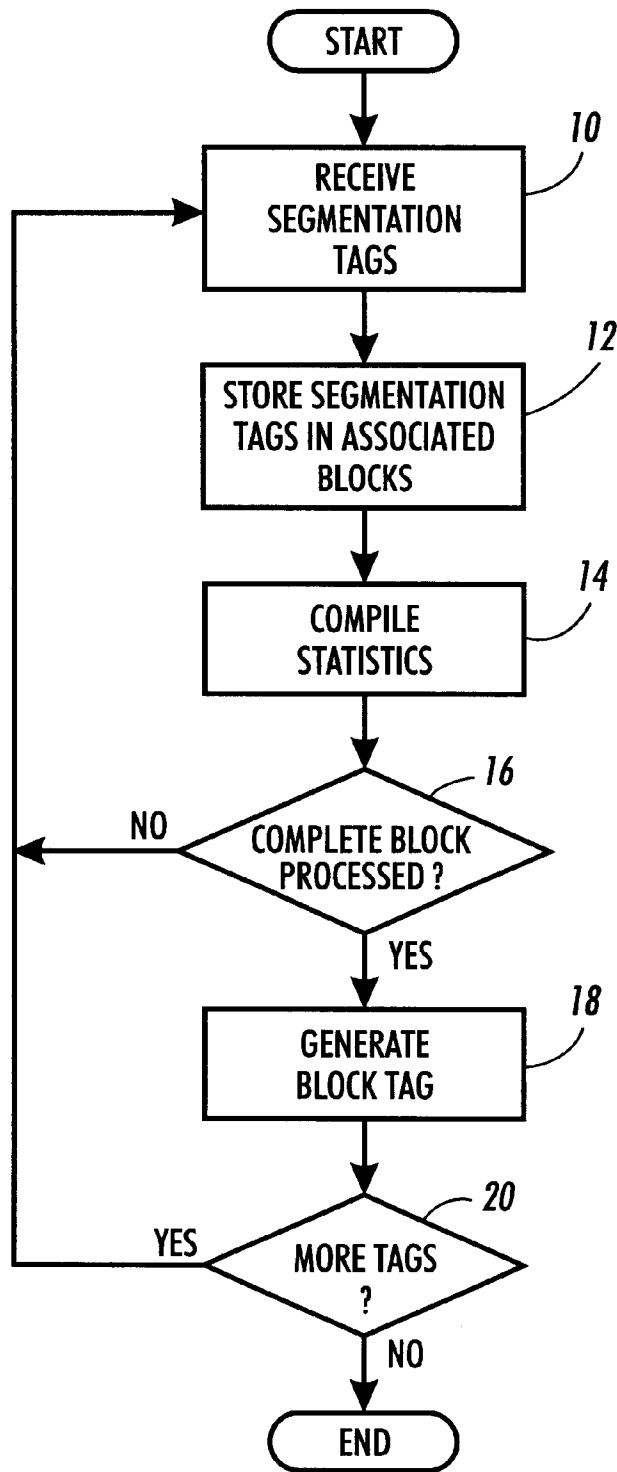 START
10
RECEIVE
SEGMENTATION
TAGS
12
STORE SEGMENTATION
TAGS IN ASSOCIATED
BLOCKS
14
COMPILE
STATISTICS
16
NO
COMPLETE BLOCK
PROCESSED ?
YES
18
GENERATE
BLOCK TAG
20
YES
MORE TAGS
?
NO
END